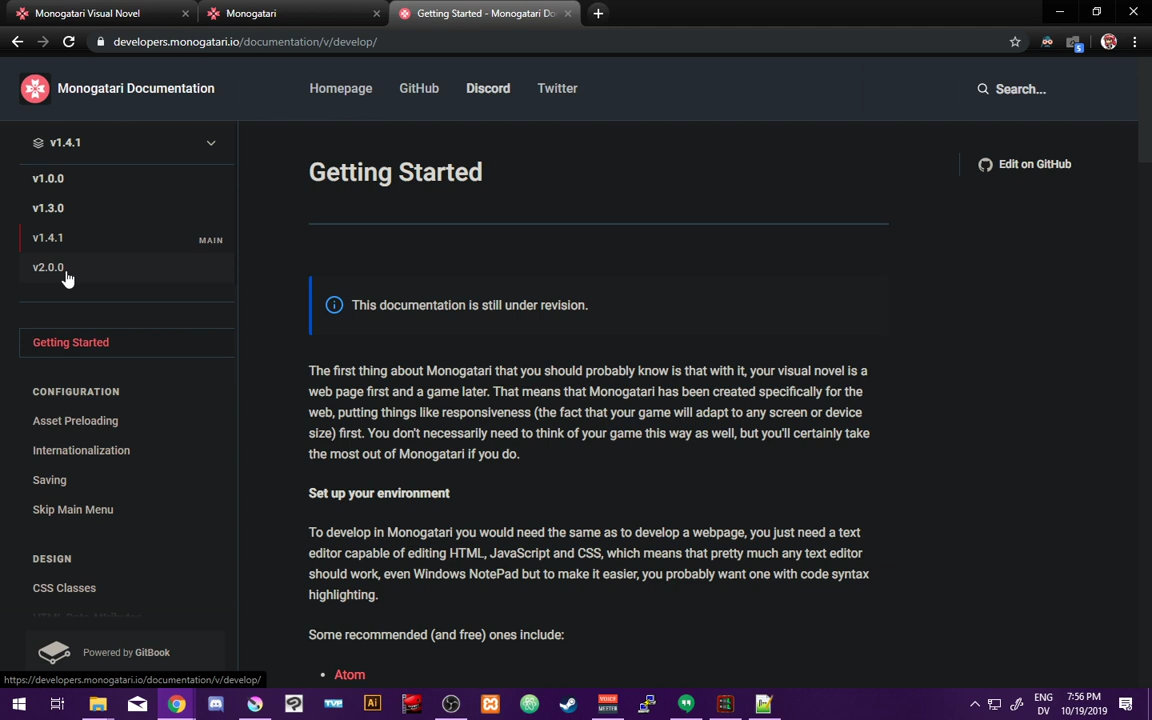 Monogatari Visual Novel
Monogatari
Getting Started - Monogatari Do
developers.monogatari.io/documentation/v/develop/
Monogatari Documentation
Homepage
GitHub
Discord
Twitter
Search...
v1.4.1
v1.0.0
v1.3.0
v1.4.1 MAIN
v2.0.0
Getting Started
CONFIGURATION
Asset Preloading
Internationalization
Saving
Skip Main Menu
DESIGN
CSS Classes
HTML Data Attributes
Powered by GitBook
Getting Started
Edit on GitHub
This documentation is still under revision.
The first thing about Monogatari that you should probably know is that with it, your visual novel is a
web page first and a game later. That means that Monogatari has been created specifically for the
web, putting things like responsiveness (the fact that your game will adapt to any screen or device
size) first. You don't necessarily need to think of your game this way as well, but you'll certainly take
the most out of Monogatari if you do.
Set up your environment
To develop in Monogatari you would need the same as to develop a webpage, you just need a text
editor capable of editing HTML, JavaScript and CSS, which means that pretty much any text editor
should work, even Windows NotePad but to make it easier, you probably want one with code syntax
highlighting.
Some recommended (and free) ones include:
• Atom
https://developers.monogatari.io/documentation/v/develop/
Ai
VOICE
MEETER
ENG
DV
7:56 PM
10/19/2019